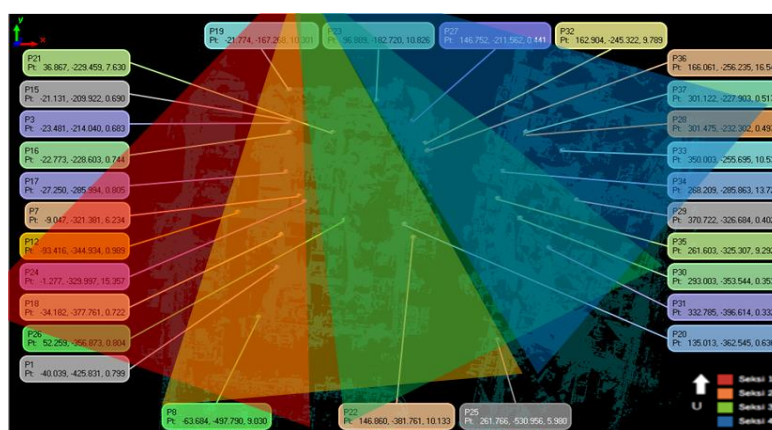 P19
Pt: -21.774, -167.268, 10.301
P23
Pt: 96.989, -182.720, 10.826
P27
Pt: 146.752, -211.562, 0.441
P32
Pt: 162.904, -245.322, 9.789
P21
Pt: 36.867, -229.459, 7.630
P15
Pt: -21.131, -209.922, 0.690
P3
Pt: -23.481, -214.040, 0.683
P16
Pt: -22.773, -228.603, 0.744
P17
Pt: -27.250, -285.994, 0.805
P7
Pt: -9.047, -321.381, 6.234
P12
Pt: -93.416, -344.934, 0.989
P24
Pt: -1.277, -329.997, 15.357
P18
Pt: -34.182, -377.761, 0.722
P26
Pt: 52.259, -356.873, 0.804
P1
Pt: -40.039, -425.831, 0.799
P36
Pt: 166.061, -256.235, 16.54
P37
Pt: 301.122, -227.903, 0.517
P28
Pt: 301.475, -232.302, 0.49
P33
Pt: 350.003, -255.695, 10.53
P34
Pt: 268.209, -285.863, 13.72
P29
Pt: 370.722, -326.684, 0.402
P35
Pt: 261.603, -325.307, 9.29
P30
Pt: 293.003, -353.544, 0.35
P31
Pt: 332.785, -396.614, 0.33
P20
Pt: 135.013, -362.545, 0.63
P8
Pt: -63.684, -497.790, 9.030
P22
Pt: 146.860, -381.761, 10.133
P25
Pt: 261.766, -530.956, 5.980
U
Seksi 1
Seksi 2
Seksi 3
Seksi 4